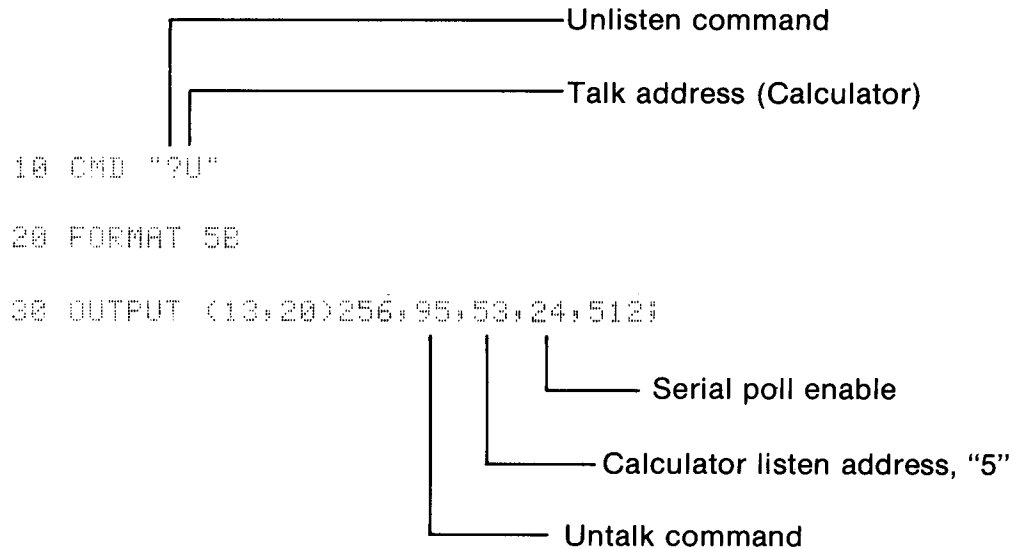 Unlisten command
Talk address (Calculator)
10 CMD "?U"
20 FORMAT 5B
30 OUTPUT (13,20)256,95,53,24,512;
Serial poll enable
Calculator listen address, “5”
Untalk command